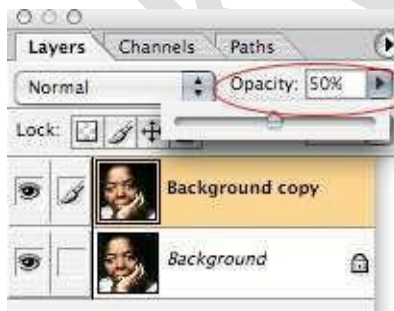 Layers Channels Paths
Normal Opacity: 50%
Lock:
Background copy
Background